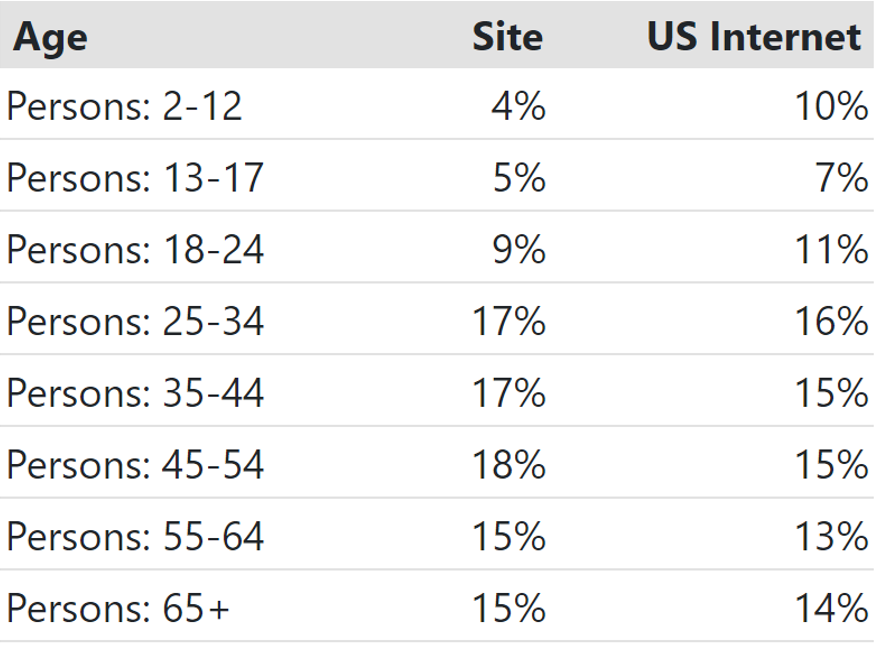 Age Site US Internet
Persons: 2-12 4% 10%
Persons: 13-17 5% 7%
Persons: 18-24 9% 11%
Persons: 25-34 17% 16%
Persons: 35-44 17% 15%
Persons: 45-54 18% 15%
Persons: 55-64 15% 13%
Persons: 65+ 15% 14%